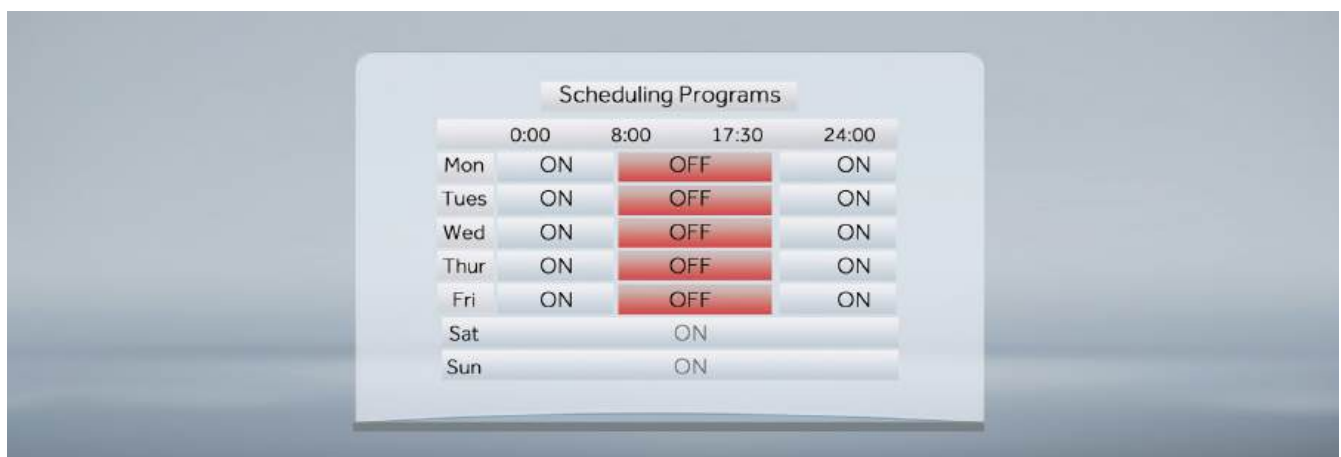 Scheduling Programs
0:00 8:00 17:30 24:00
Mon ON OFF ON
Tues ON OFF ON
Wed ON OFF ON
Thur ON OFF ON
Fri ON OFF ON
Sat ON
Sun ON